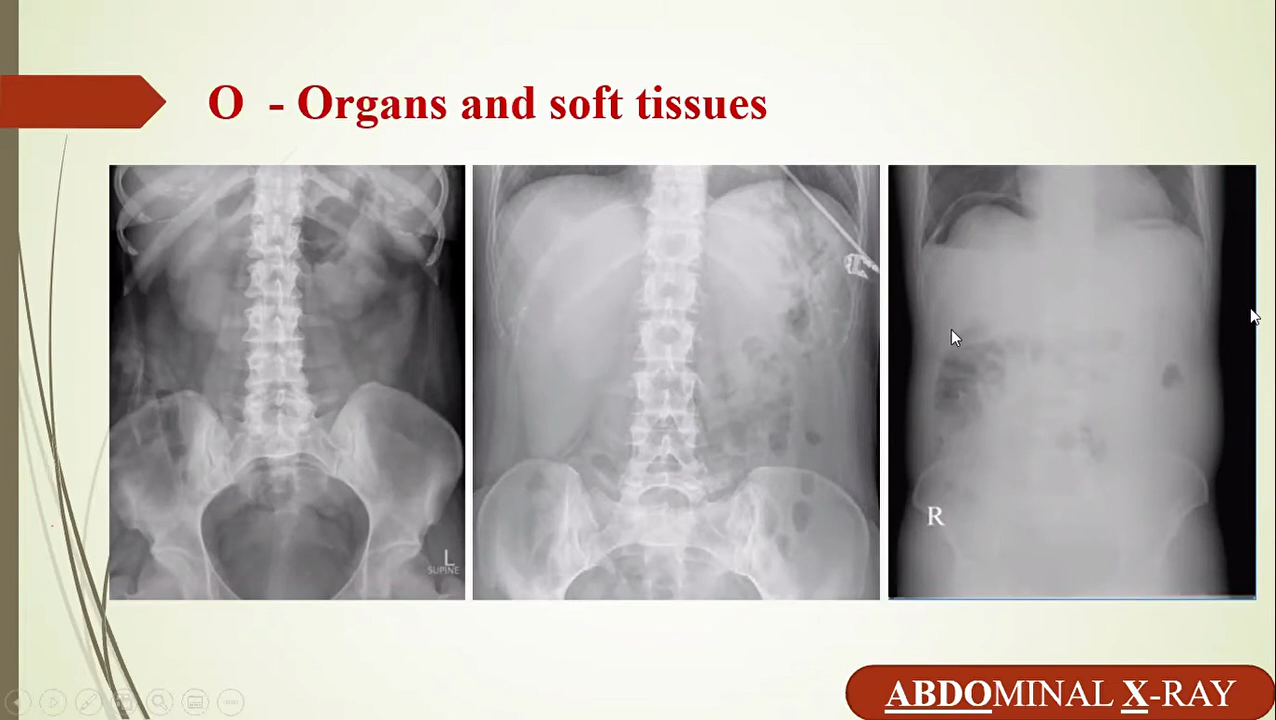 O - Organs and soft tissues
L
SUPINE
R
ABDOMINAL X-RAY